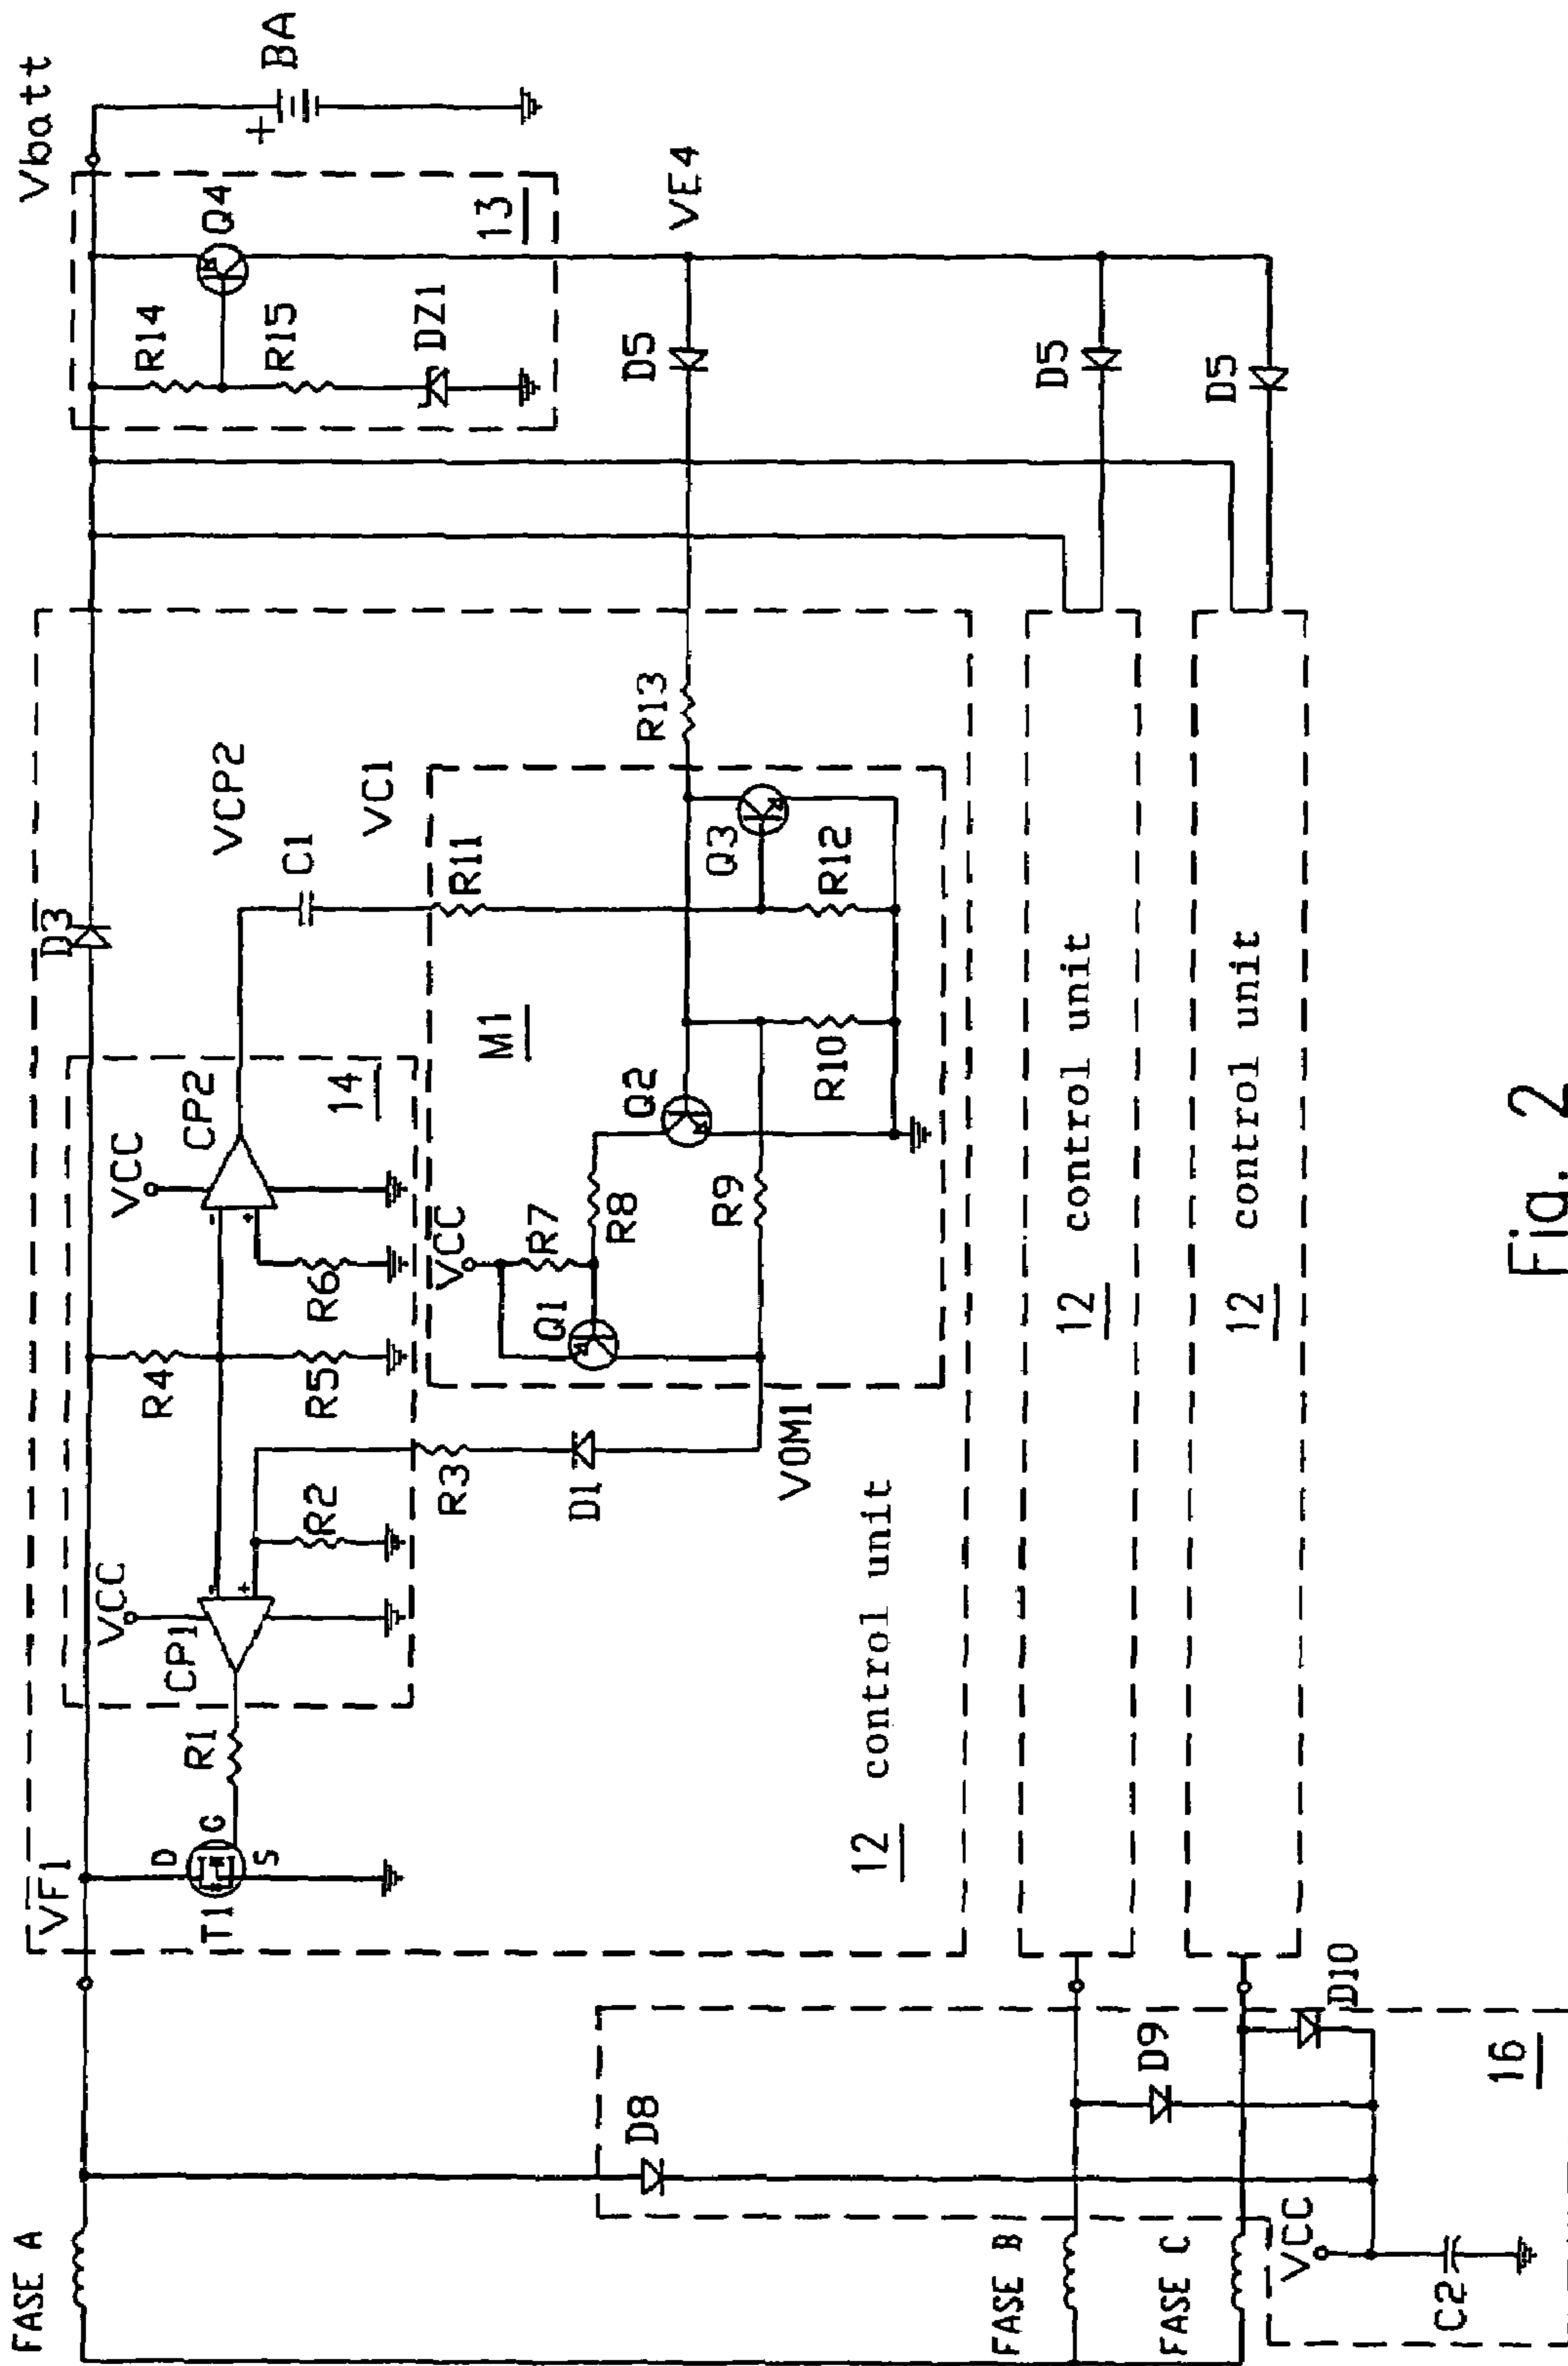 FASE A
VF1
D3
Vbatt
BA
+
T1
D
G
S
R1
VCC
CP1
-
+
R2
R4
R5
R6
VCC
CP2
-
+
14
VCP2
C1
VC1
R3
D1
VOM1
VCC
Q1
R7
R8
R9
Q2
M1
R10
R11
R12
Q3
R13
R14
R15
Q4
DZ1
13
VE4
D5
D5
D5
12 control unit
12 control unit
12 control unit
D8
FASE B
D9
FASE C
D10
VCC
C2
16
Fig. 2